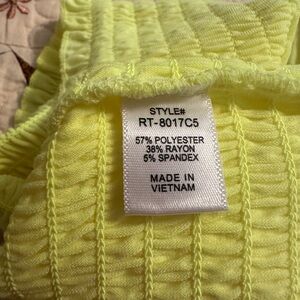 STYLE#
RT-8017C5
57% POLYESTER
38% RAYON
5% SPANDEX
MADE IN
VIETNAM